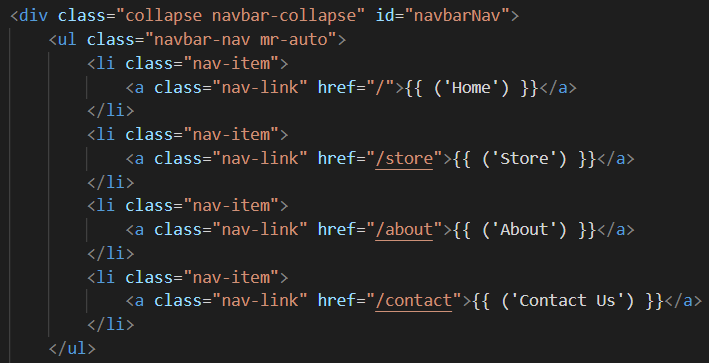 <div class="collapse navbar-collapse" id="navbarNav">
    <ul class="navbar-nav mr-auto">
        <li class="nav-item">
            <a class="nav-link" href="/">{{ ('Home') }}</a>
        </li>
        <li class="nav-item">
            <a class="nav-link" href="/store">{{ ('Store') }}</a>
        </li>
        <li class="nav-item">
            <a class="nav-link" href="/about">{{ ('About') }}</a>
        </li>
        <li class="nav-item">
            <a class="nav-link" href="/contact">{{ ('Contact Us') }}</a>
        </li>
    </ul>